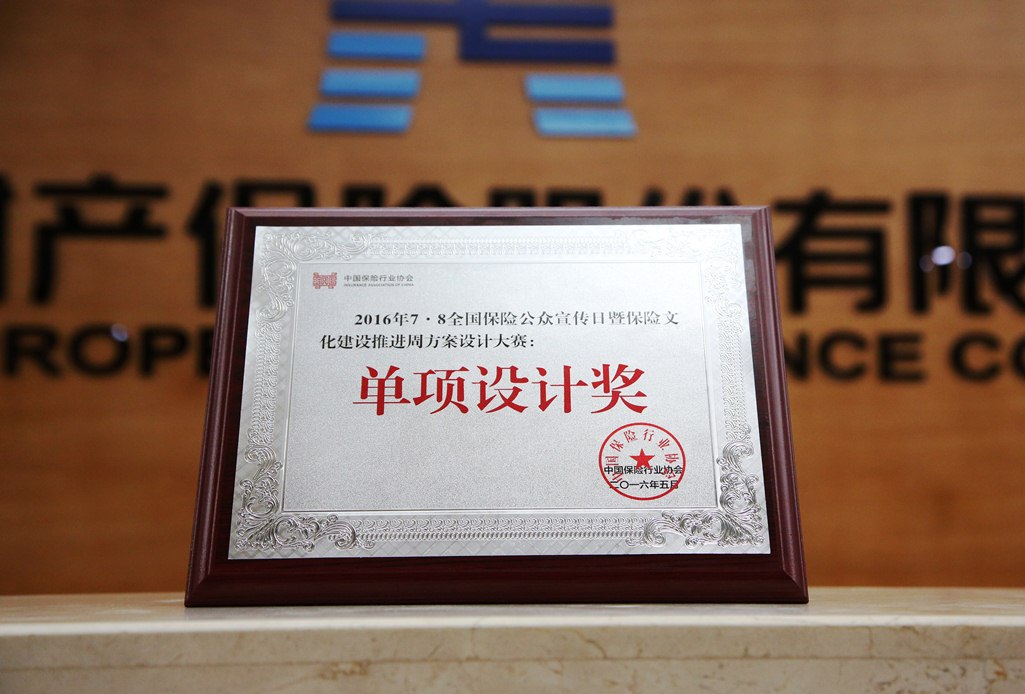 产保险股份有限
ROPE
NCE CO
中国保险行业协会
INSURANCE ASSOCIATION OF CHINA
2016年7·8全国保险公众宣传日暨保险文
化建设推进周方案设计大赛：
单项设计奖
中国保险行业协会
中国保险行业协会
二〇一六年五月